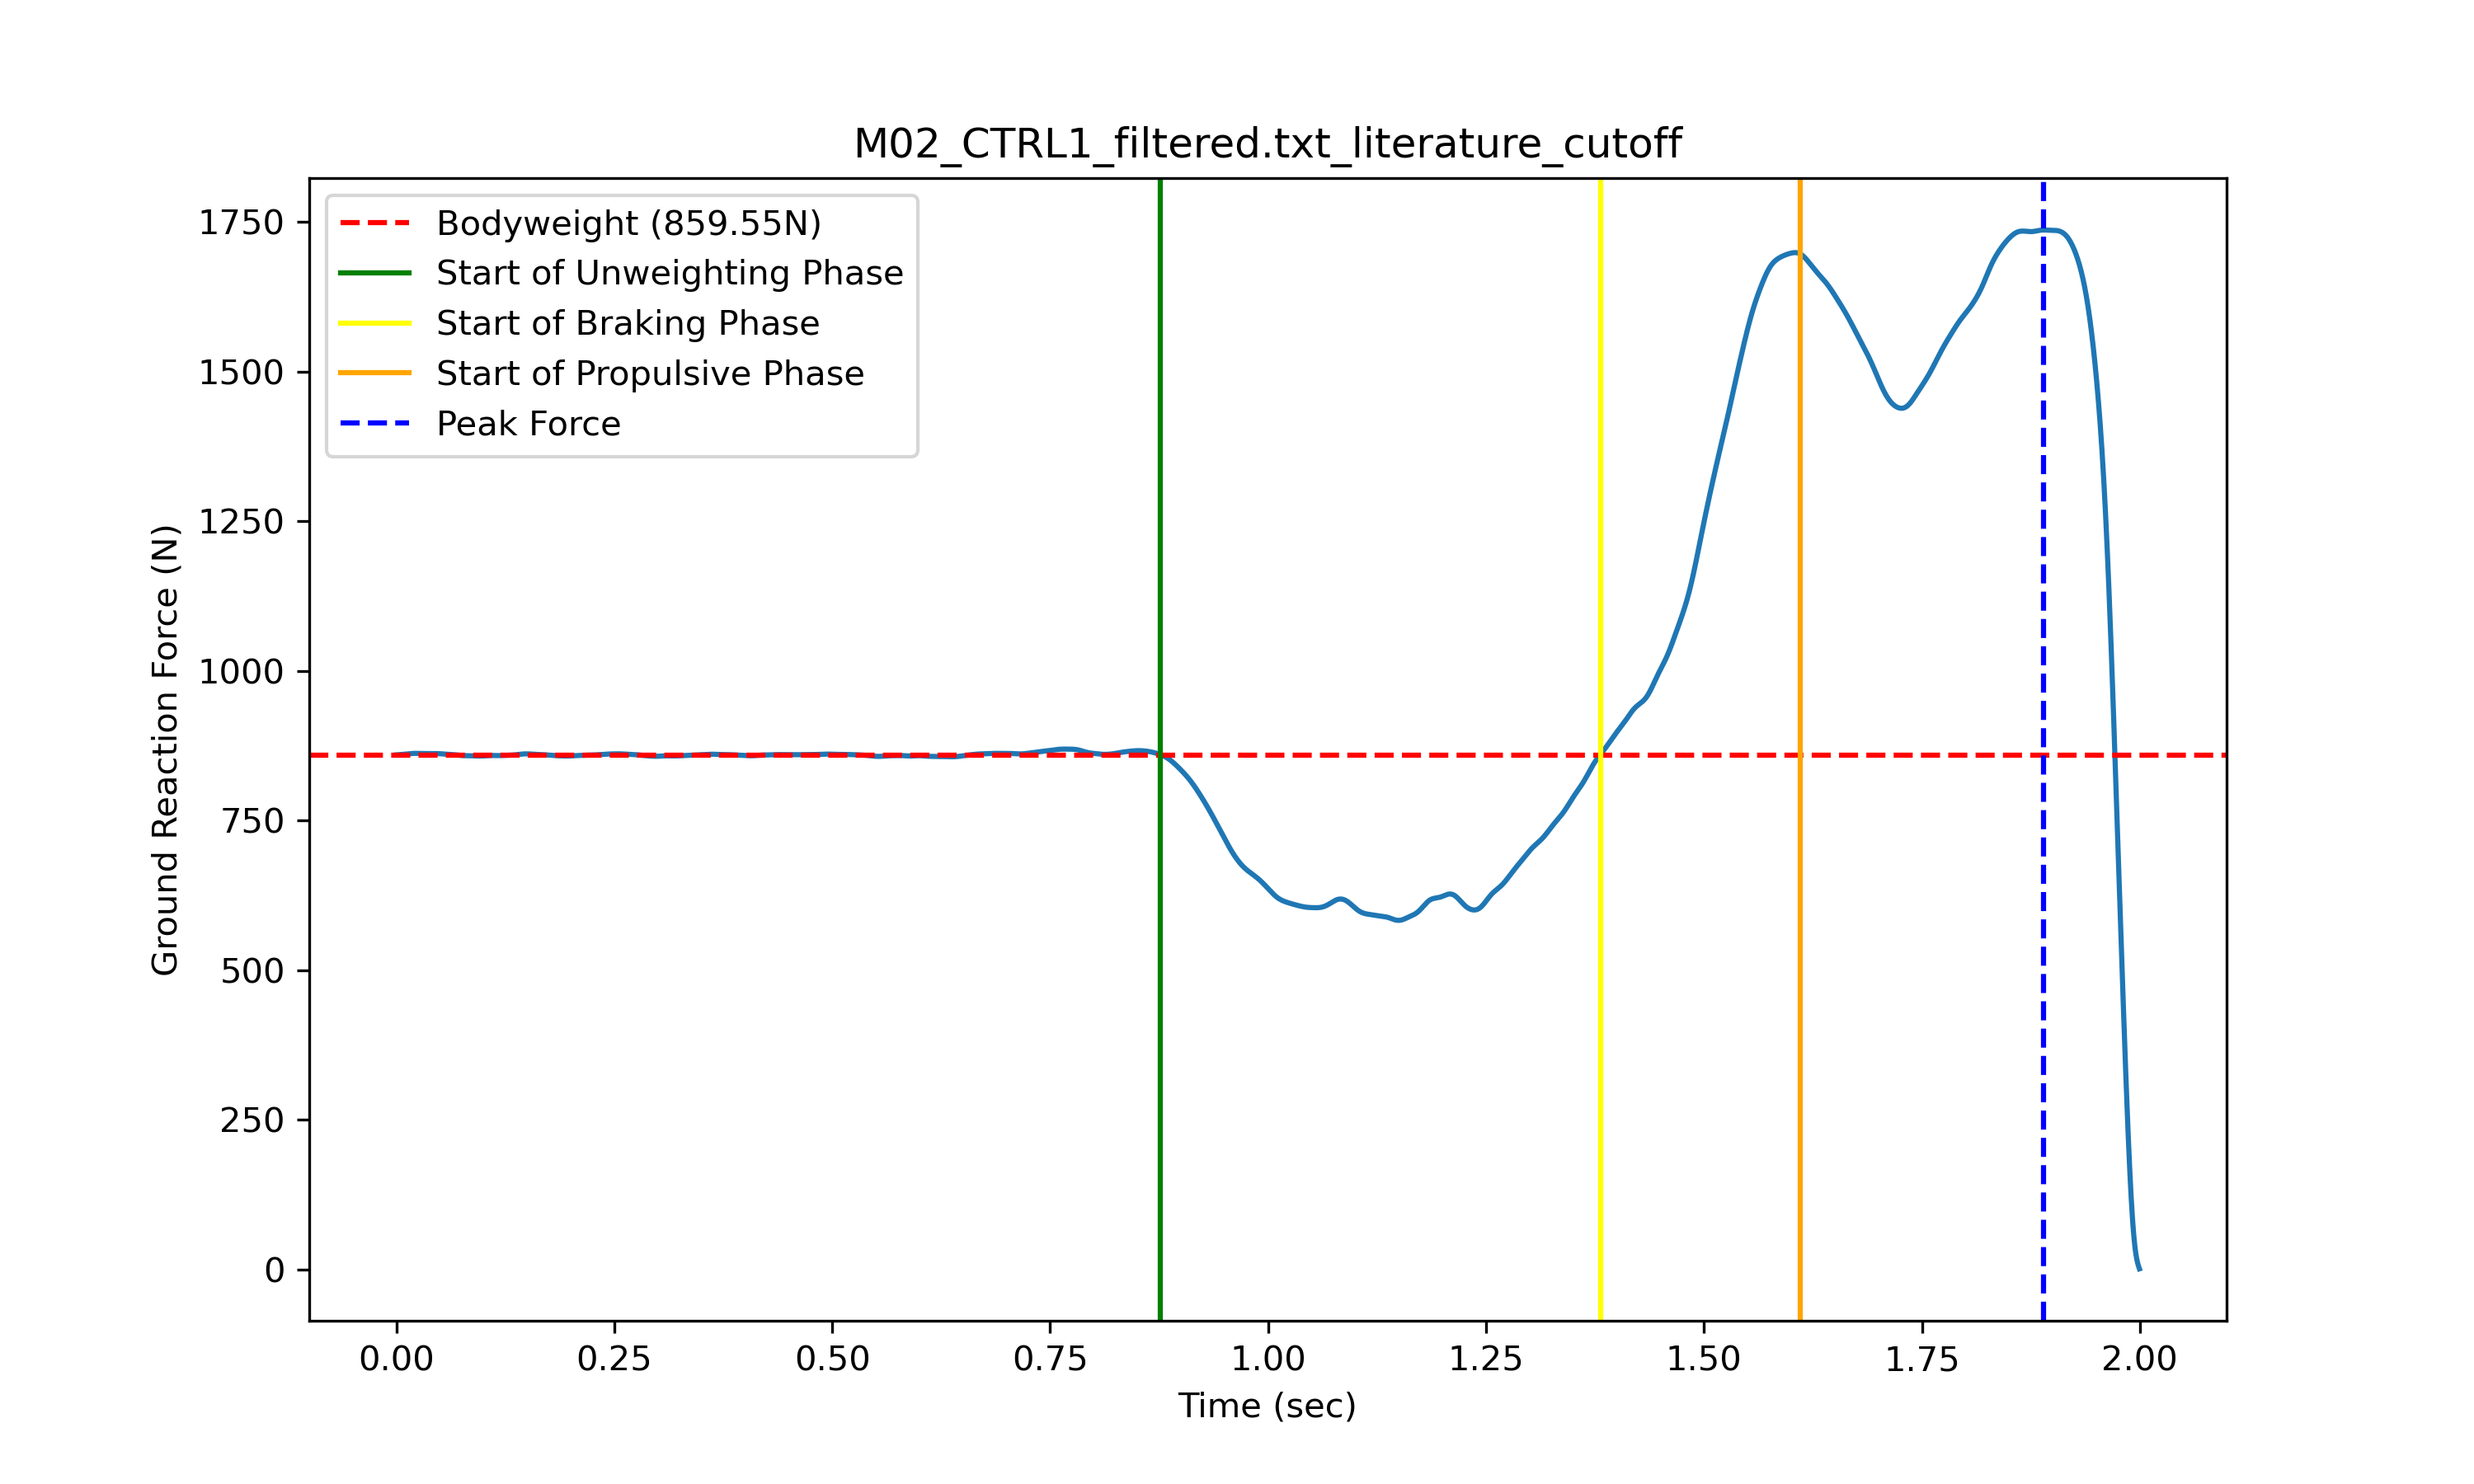 M02_CTRL1_filtered.txt_literature_cutoff
Bodyweight (859.55N)
Start of Unweighting Phase
Start of Braking Phase
Start of Propulsive Phase
Peak Force
Ground Reaction Force (N)
1750
1500
1250
1000
750
500
250
0
0.00 0.25 0.50 0.75 1.00 1.25 1.50 1.75 2.00
Time (sec)